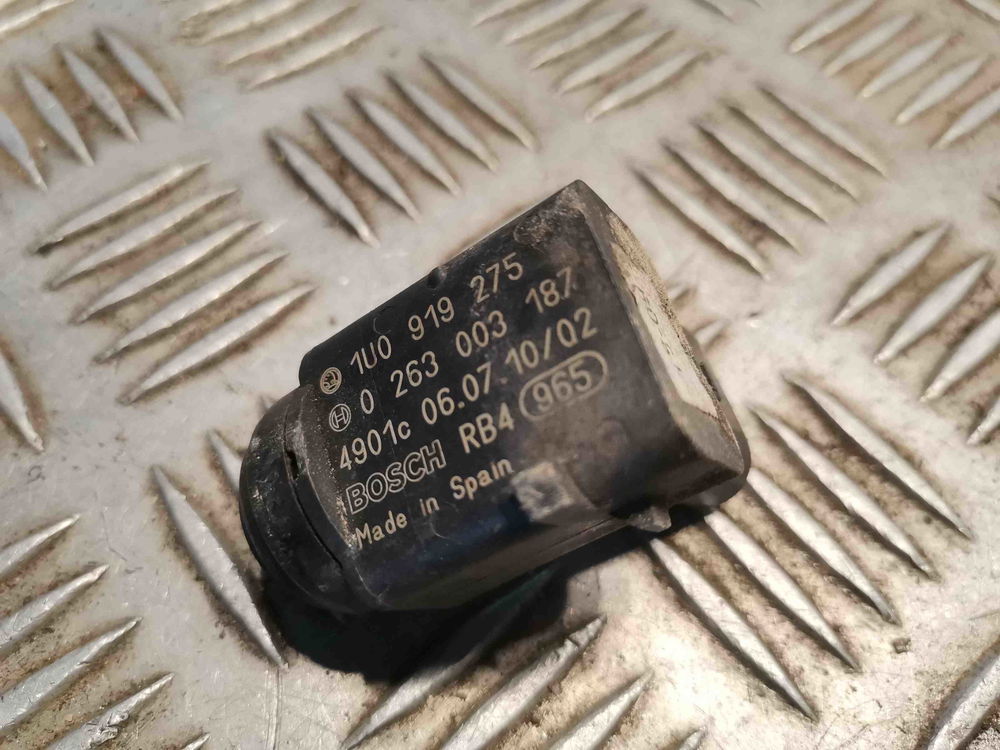 1U0 919 275
0 263 003 187
4901c 06.07.10/02
BOSCH RB4 965
Made in Spain